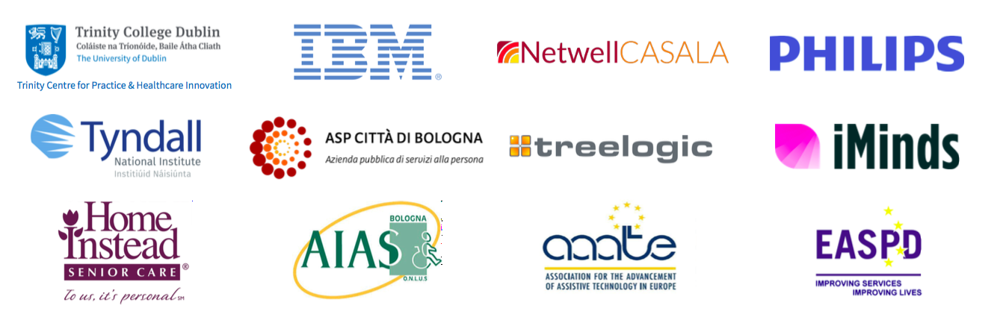 Trinity College Dublin
Coláiste na Tríonóide, Baile Átha Cliath
The University of Dublin
Trinity Centre for Practice & Healthcare Innovation
IBM®
NetwellCASALA
PHILIPS
Tyndall
National Institute
Institiúid Náisiúnta
ASP CITTÀ DI BOLOGNA
Azienda pubblica di servizi alla persona
treelogic
iMinds
Home
Instead
SENIOR CARE®
To us, it's personal℠
BOLOGNA
AIAS
O.N.L.U.S
aaate
ASSOCIATION FOR THE ADVANCEMENT
OF ASSISTIVE TECHNOLOGY IN EUROPE
EASPD
IMPROVING SERVICES
IMPROVING LIVES